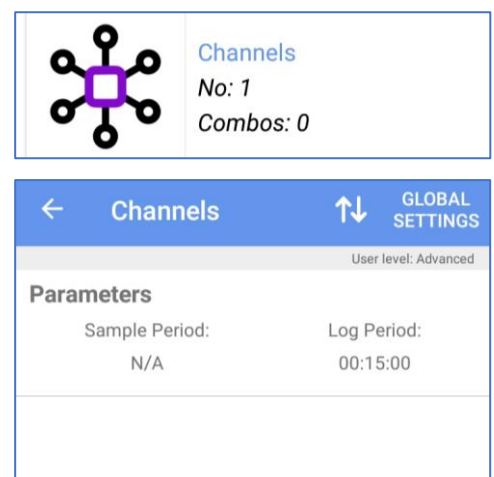 Channels
No: 1
Combos: 0
Channels
GLOBAL
SETTINGS
User level: Advanced
Parameters
Sample Period: Log Period:
N/A 00:15:00